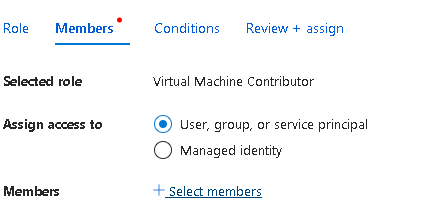 Role Members Conditions Review + assign
Selected role Virtual Machine Contributor
Assign access to User, group, or service principal
Managed identity
Members + Select members